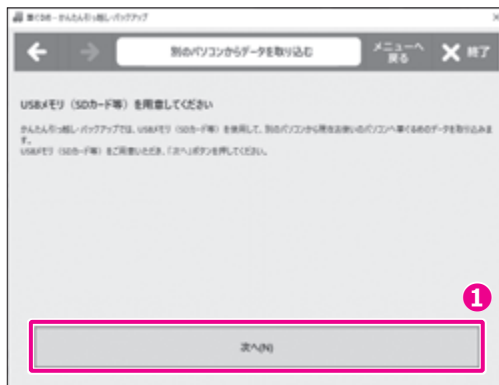 筆ぐるめ - かんたん引っ越し・バックアップ
別のパソコンからデータを取り込む
メニューへ
戻る
終了
USBメモリ（SDカード等）を用意してください
かんたん引っ越し・バックアップでは、USBメモリ（SDカード等）を使用して、別のパソコンから現在お使いのパソコンへ筆ぐるめのデータを取り込みま
す。
USBメモリ（SDカード等）をご用意いただき、「次へ」ボタンを押してください。
1
次へ(N)